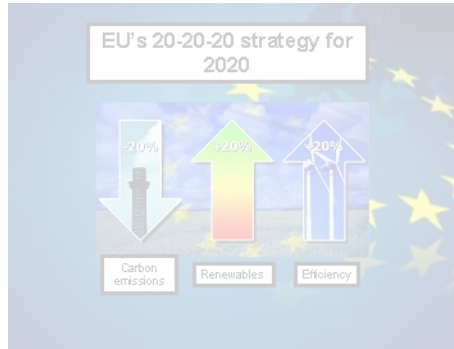 EU's 20-20-20 strategy for
2020
-20% +20% +20%
Carbon
emissions
Renewables
Efficiency